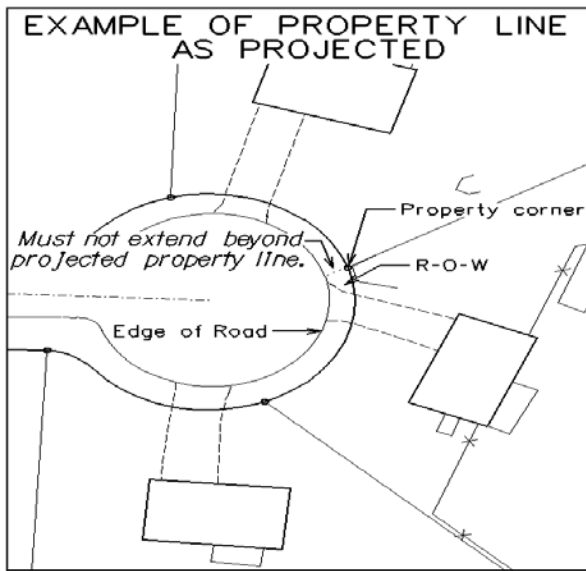 EXAMPLE OF PROPERTY LINE
AS PROJECTED
Property corner
Must not extend beyond
projected property line.
R-O-W
Edge of Road